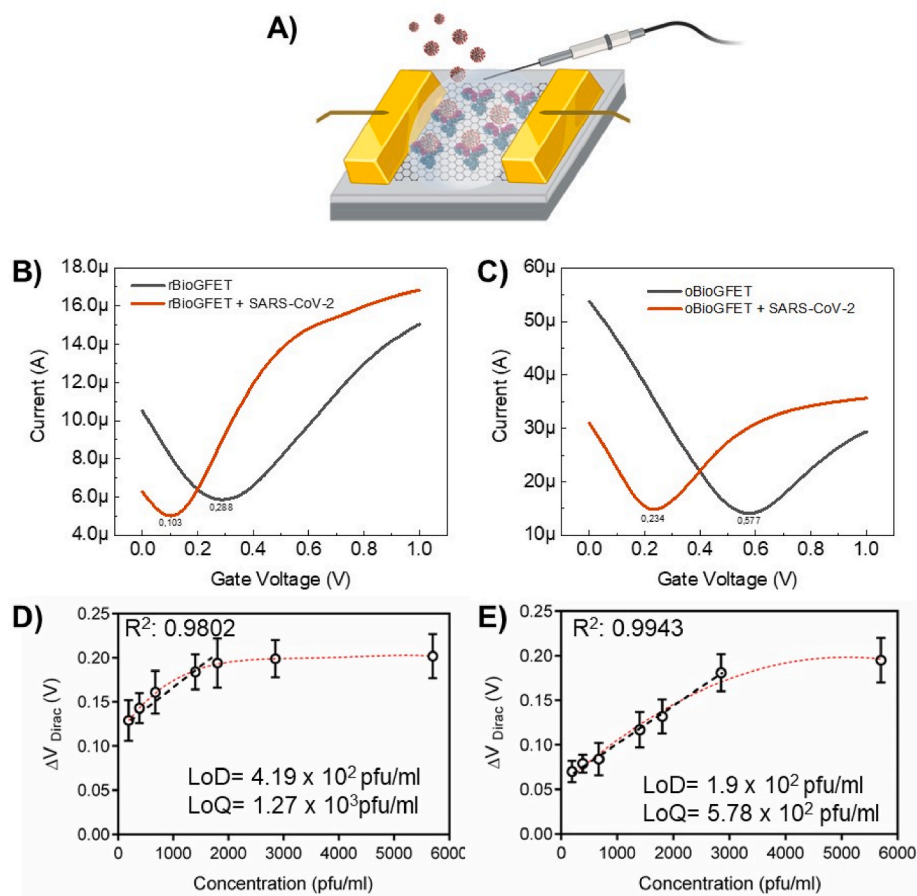 A)
B)
18.0μ
16.0μ
14.0μ
12.0μ
10.0μ
8.0μ
6.0μ
4.0μ
Current (A)
rBioGFET
rBioGFET + SARS-CoV-2
0,103
0,288
0.0 0.2 0.4 0.6 0.8 1.0
Gate Voltage (V)
C)
60μ
50μ
40μ
30μ
20μ
10μ
Current (A)
oBioGFET
oBioGFET + SARS-CoV-2
0,234
0,577
0.0 0.2 0.4 0.6 0.8 1.0
Gate Voltage (V)
D)
0.25
0.20
0.15
0.10
0.05
0.00
ΔV Dirac (V)
R²: 0.9802
LoD= 4.19 x 10² pfu/ml
LoQ= 1.27 x 10³pfu/ml
0 1000 2000 3000 4000 5000 6000
Concentration (pfu/ml)
E)
0.25
0.20
0.15
0.10
0.05
0.00
ΔV Dirac (V)
R²: 0.9943
LoD= 1.9 x 10² pfu/ml
LoQ= 5.78 x 10² pfu/ml
0 1000 2000 3000 4000 5000 6000
Concentration (pfu/ml)